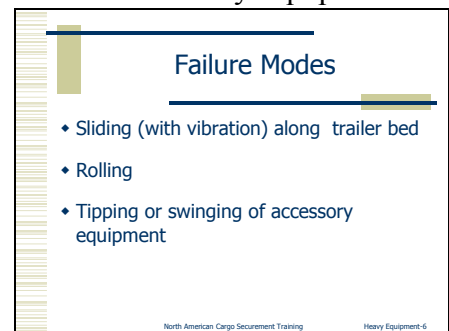 Failure Modes
Sliding (with vibration) along trailer bed
Rolling
Tipping or swinging of accessory
equipment
North American Cargo Securement Training Heavy Equipment-6